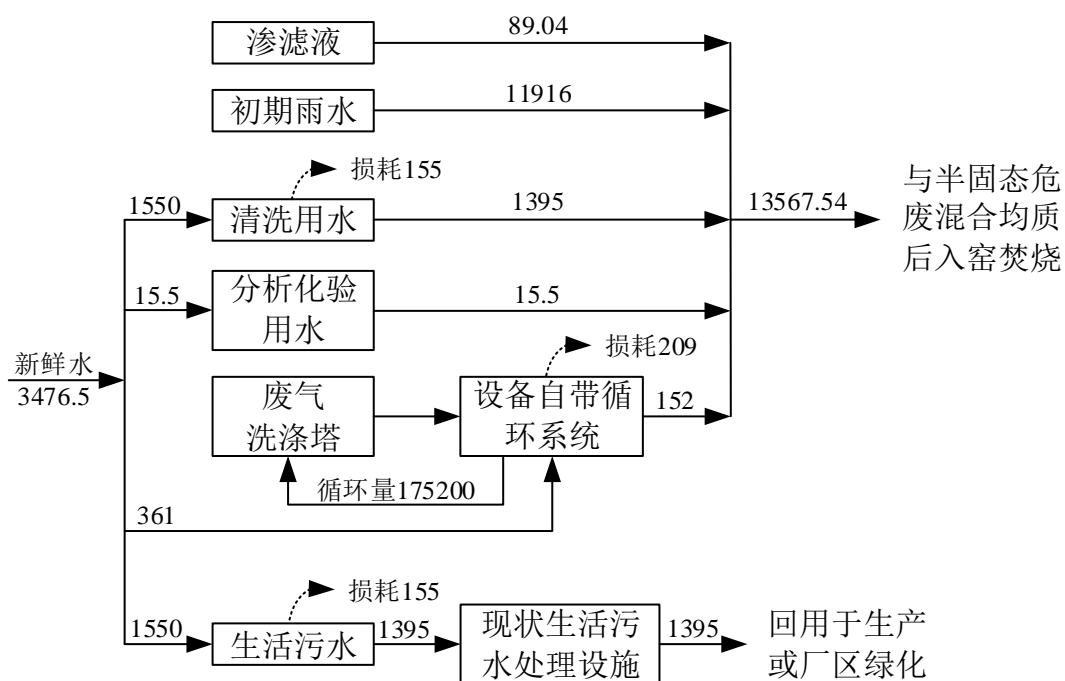 渗滤液
89.04
初期雨水
11916
损耗155
1550
清洗用水
1395
13567.54
与半固态危
废混合均质
后入窑焚烧
15.5
分析化验
用水
15.5
损耗209
新鲜水
3476.5
废气
洗涤塔
设备自带循
环系统
152
循环量175200
361
损耗155
1550
生活污水
1395
现状生活污
水处理设施
1395
回用于生产
或厂区绿化